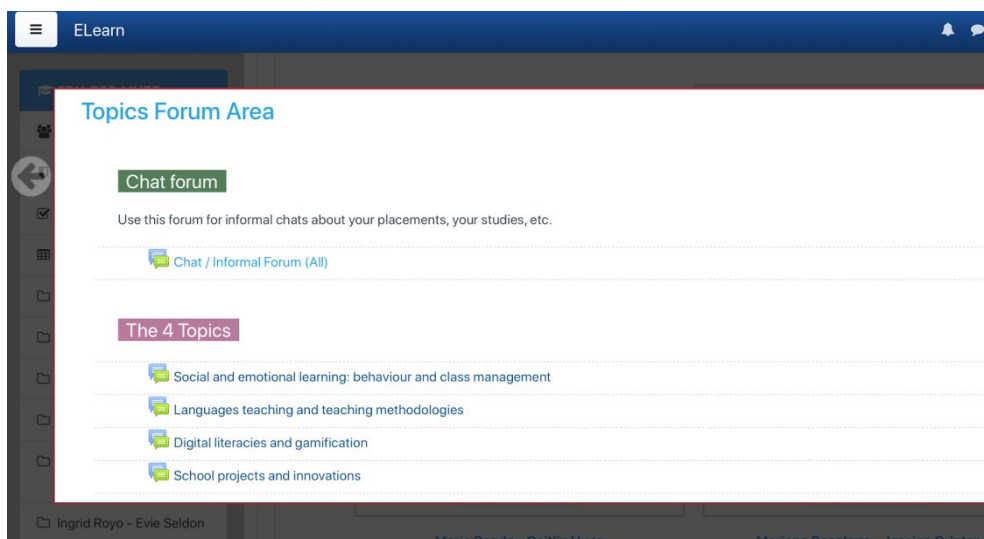 ELearn
Topics Forum Area
Chat forum
Use this forum for informal chats about your placements, your studies, etc.
Chat / Informal Forum (All)
The 4 Topics
Social and emotional learning: behaviour and class management
Languages teaching and teaching methodologies
Digital literacies and gamification
School projects and innovations
Ingrid Royo - Evie Seldon